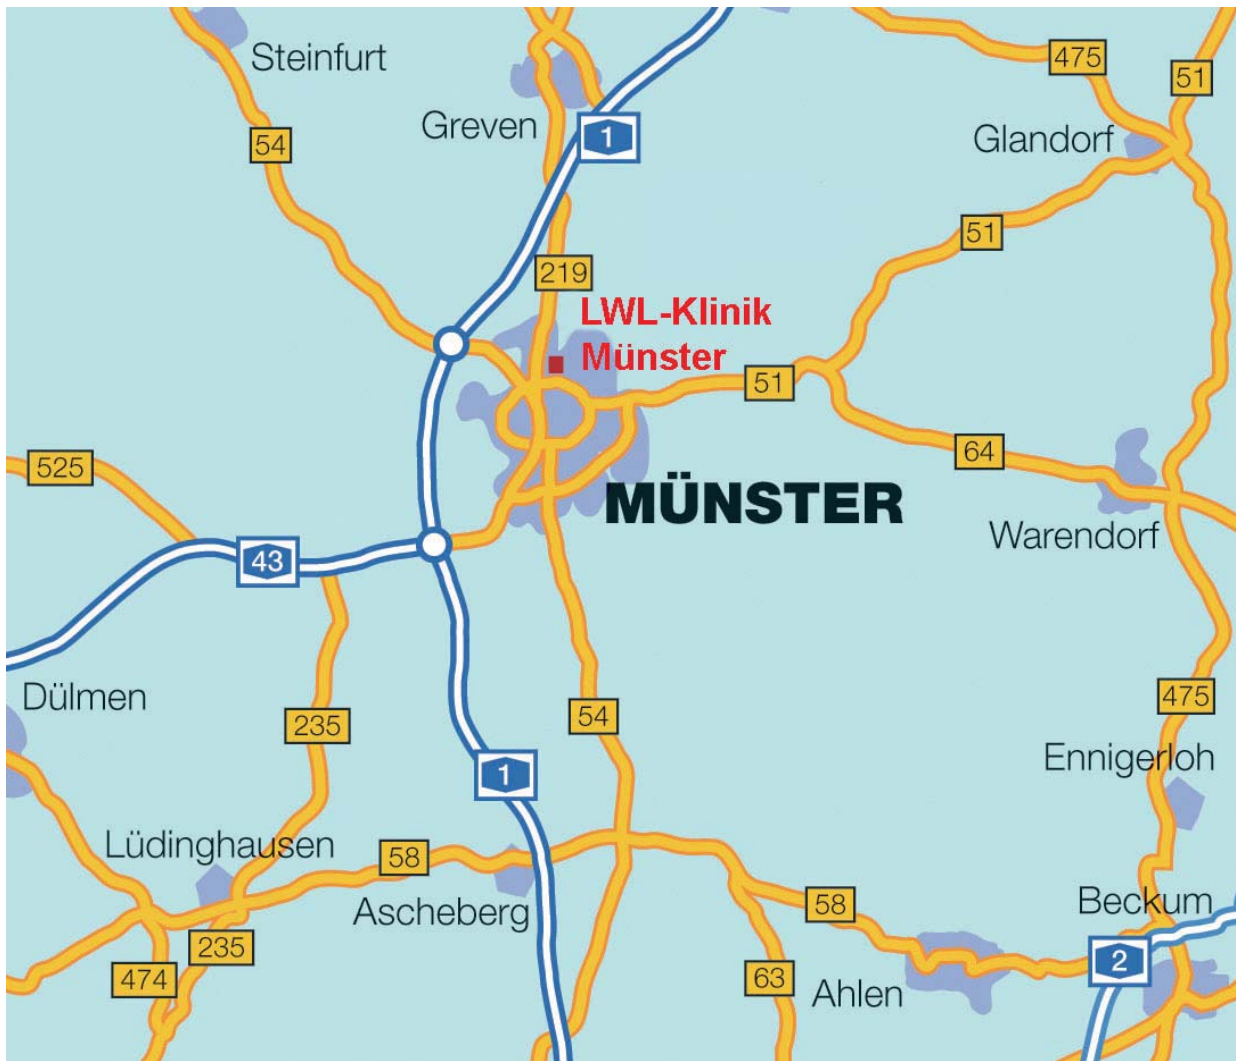 Steinfurt
475
51
Greven
1
54
Glandorf
51
219
LWL-Klinik
Münster
51
525
64
MÜNSTER
Warendorf
43
Dülmen
475
235
54
Ennigerloh
1
Lüdinghausen
58
Beckum
Ascheberg
58
235
2
474
63
Ahlen